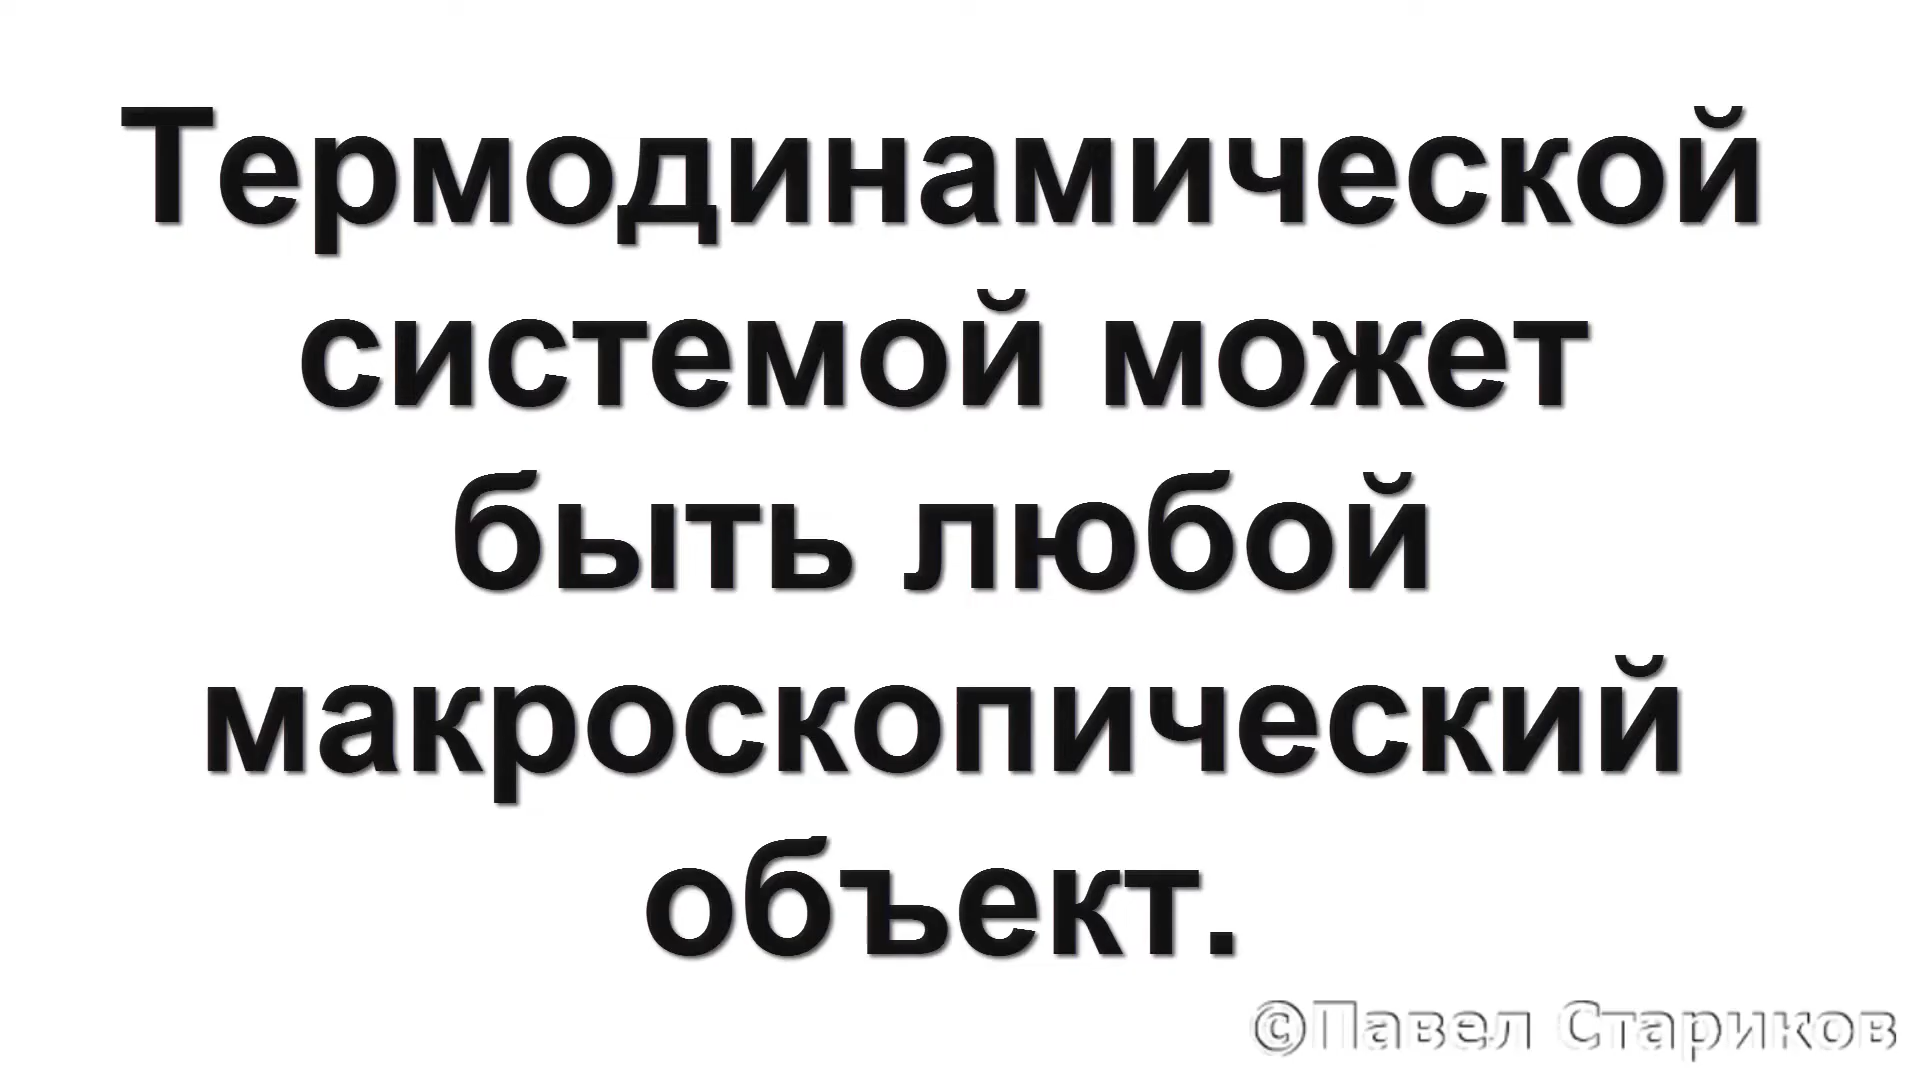 Термодинамической
системой может
быть любой
макроскопический
объект.
©Павел Стариков